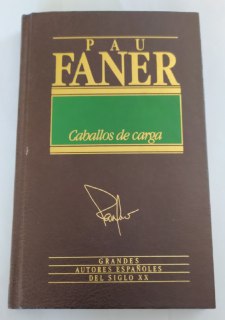 PAU
FANER
Caballos de carga
GRANDES
AUTORES ESPAÑOLES
DEL SIGLO XX